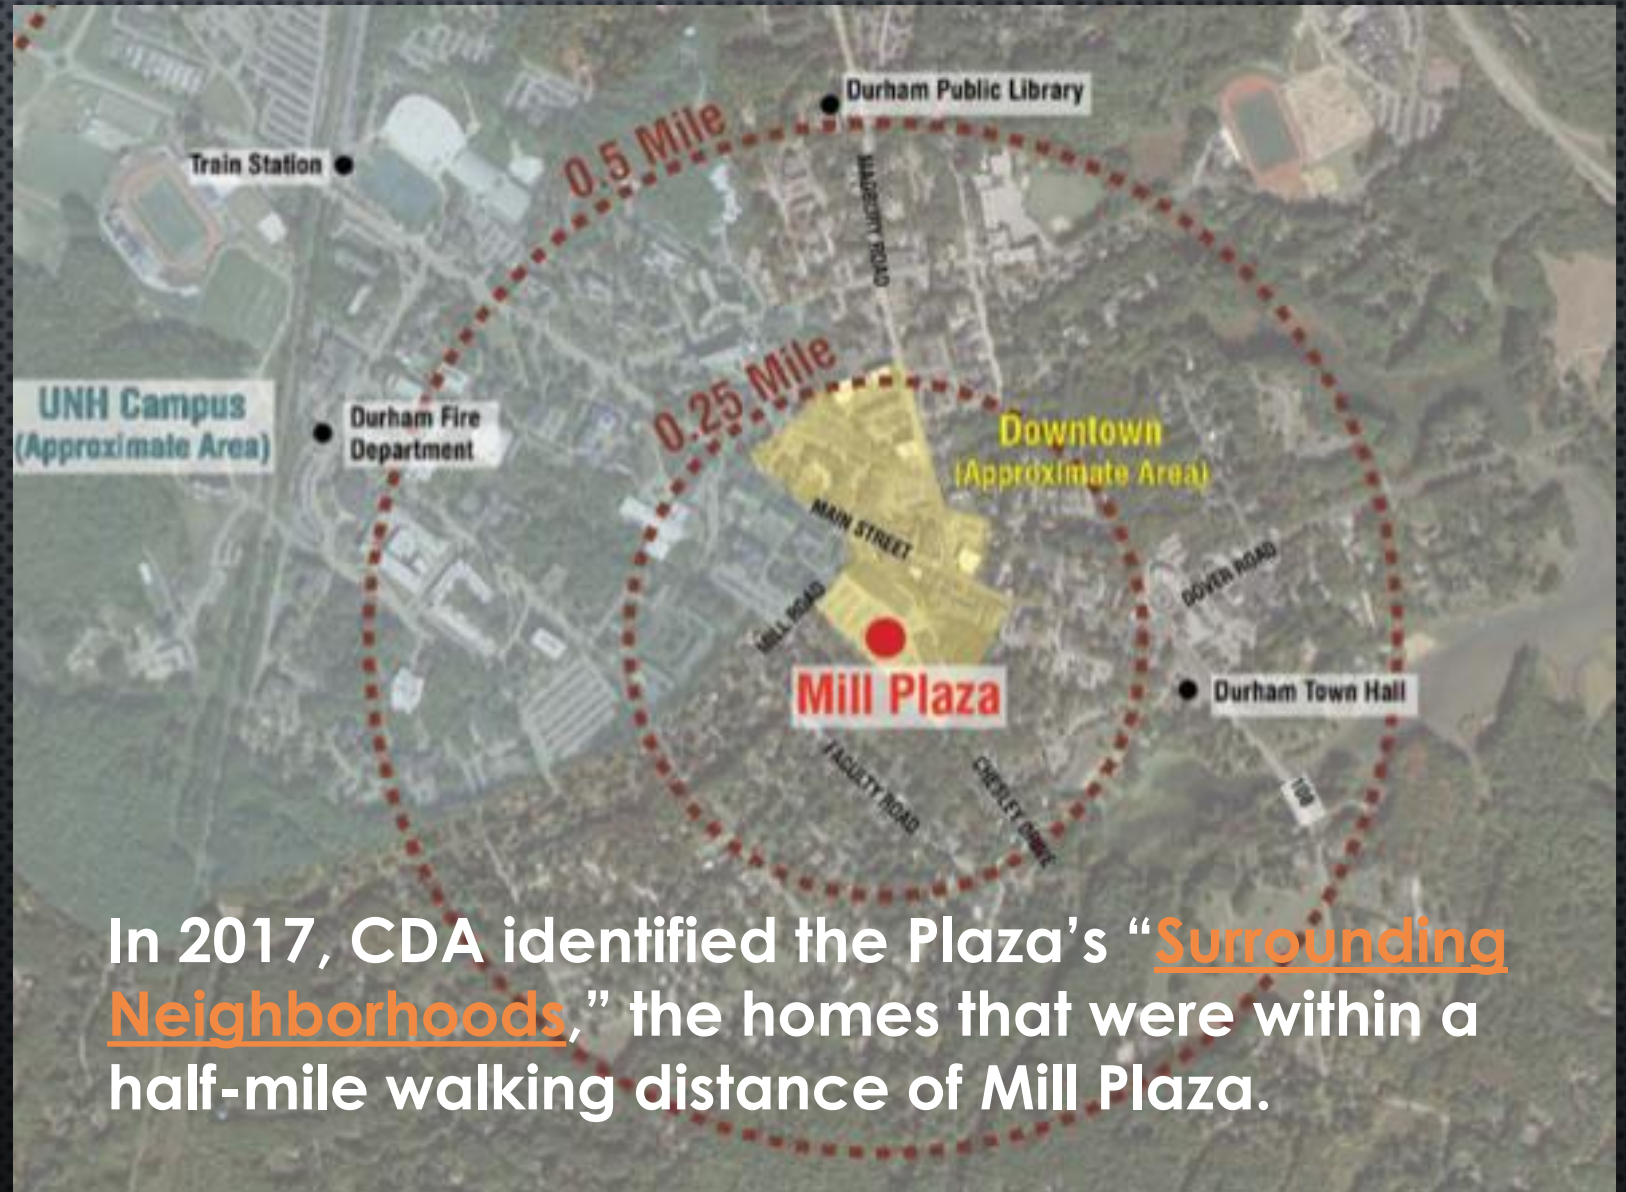 Durham Public Library
0.5 Mile
Train Station
MADBURY ROAD
0.25 Mile
UNH Campus
(Approximate Area)
Durham Fire
Department
Downtown
(Approximate Area)
MAIN STREET
DOVER ROAD
MILL ROAD
Mill Plaza
Durham Town Hall
FACULTY ROAD
CHESLEY DRIVE
108
In 2017, CDA identified the Plaza’s “Surrounding
Neighborhoods,” the homes that were within a
half-mile walking distance of Mill Plaza.